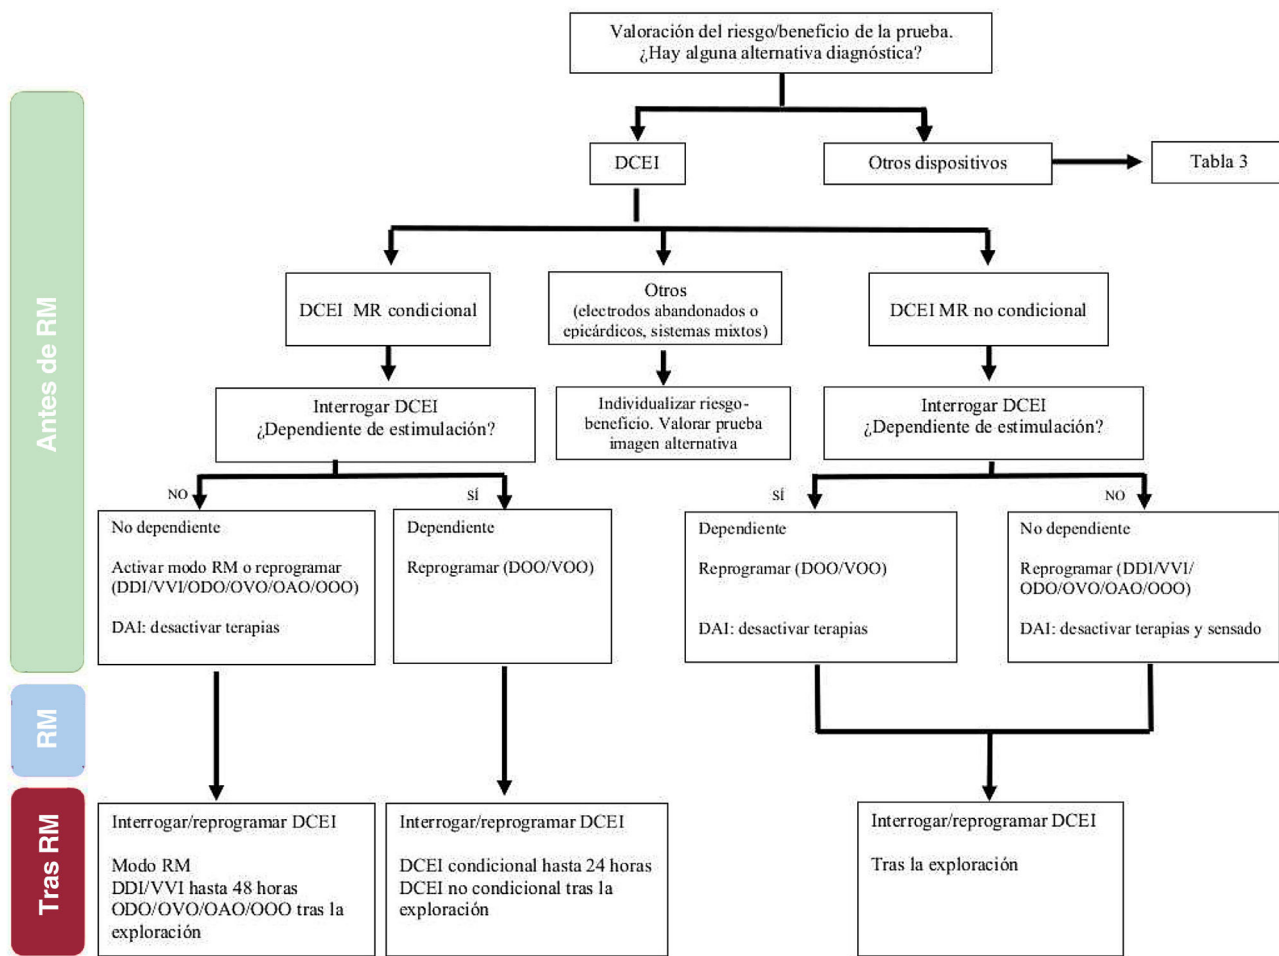 Valoración del riesgo/beneficio de la prueba.
¿Hay alguna alternativa diagnóstica?
Antes de RM
DCEI
Otros dispositivos
Tabla 3
DCEI MR condicional
Otros
(electrodos abandonados o
epicárdicos, sistemas mixtos)
DCEI MR no condicional
Interrogar DCEI
¿Dependiente de estimulación?
Individualizar riesgo-
beneficio. Valorar prueba
imagen alternativa
Interrogar DCEI
¿Dependiente de estimulación?
NO
SÍ
SÍ
NO
No dependiente
Activar modo RM o reprogramar
(DDI/VVI/ODO/OVO/OAO/OOO)
DAI: desactivar terapias
Dependiente
Reprogramar (DOO/VOO)
Dependiente
Reprogramar (DOO/VOO)
DAI: desactivar terapias
No dependiente
Reprogramar (DDI/VVI/
ODO/OVO/OAO/OOO)
DAI: desactivar terapias y sensado
RM
Tras RM
Interrogar/reprogramar DCEI
Modo RM
DDI/VVI hasta 48 horas
ODO/OVO/OAO/OOO tras la
exploración
Interrogar/reprogramar DCEI
DCEI condicional hasta 24 horas
DCEI no condicional tras la
exploración
Interrogar/reprogramar DCEI
Tras la exploración